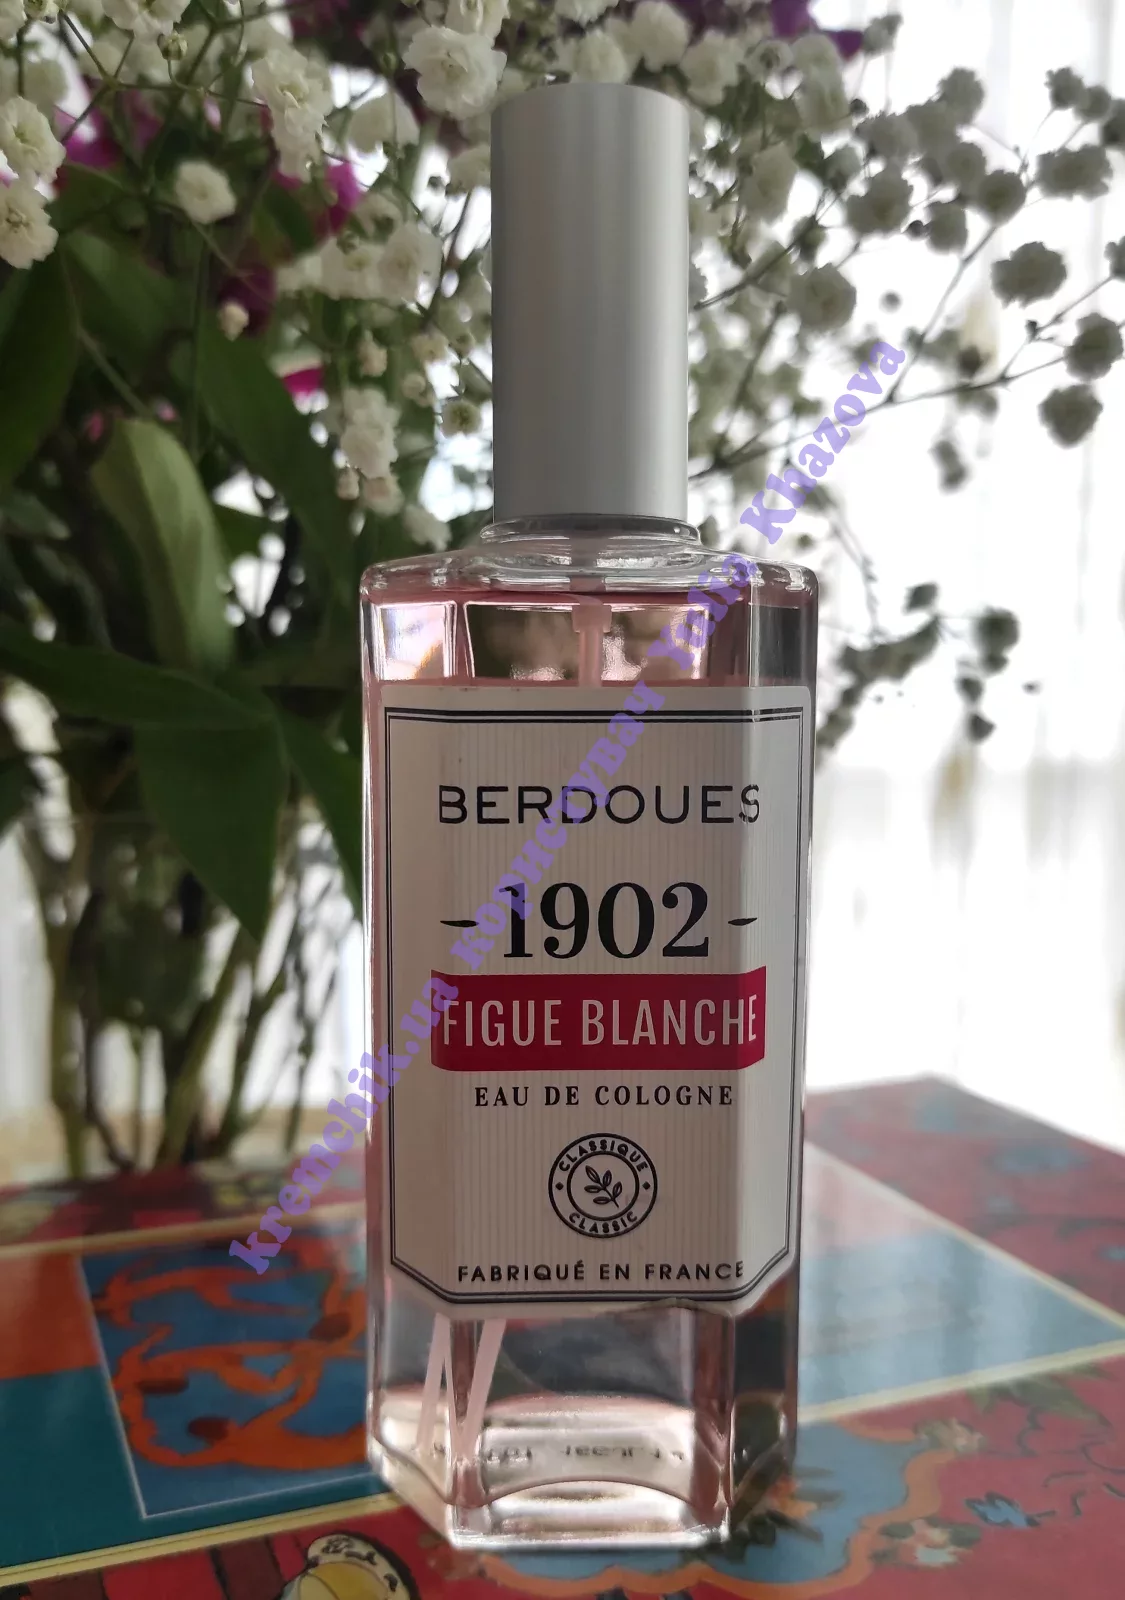 BERDOUES
-1902-
FIGUE BLANCHE
EAU DE COLOGNE
CLASSIQUE
CLASSIC
FABRIQUÉ EN FRANCE
kremchik.ua користувач Yulia Khazova